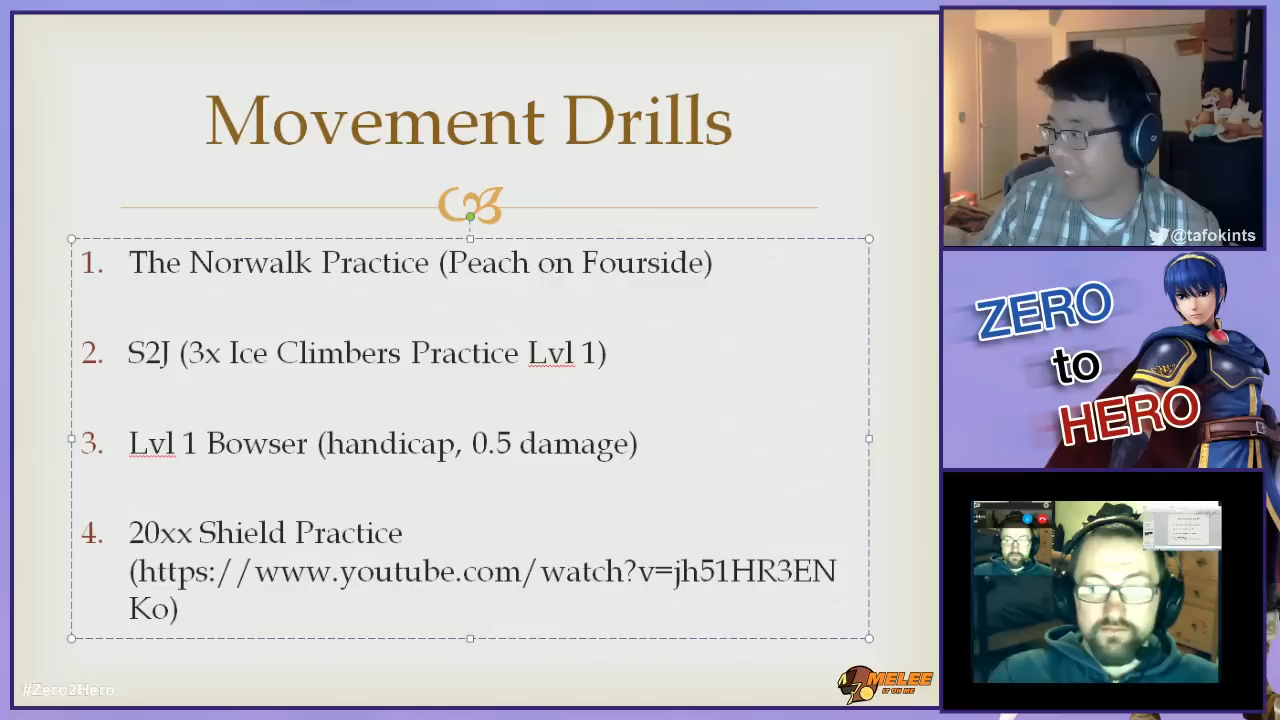 Movement Drills
1. The Norwalk Practice (Peach on Fourside)
2. S2J (3x Ice Climbers Practice Lvl 1)
3. Lvl 1 Bowser (handicap, 0.5 damage)
4. 20xx Shield Practice
(https://www.youtube.com/watch?v=jh51HR3EN
Ko)
#Zero2Hero
MELEE
IT ON ME
@tafokints
ZERO
to
HERO